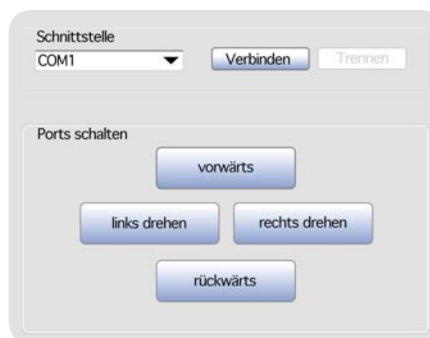 Schnittstelle
COM1 Verbinden Trennen
Ports schalten
vorwärts
links drehen rechts drehen
rückwärts